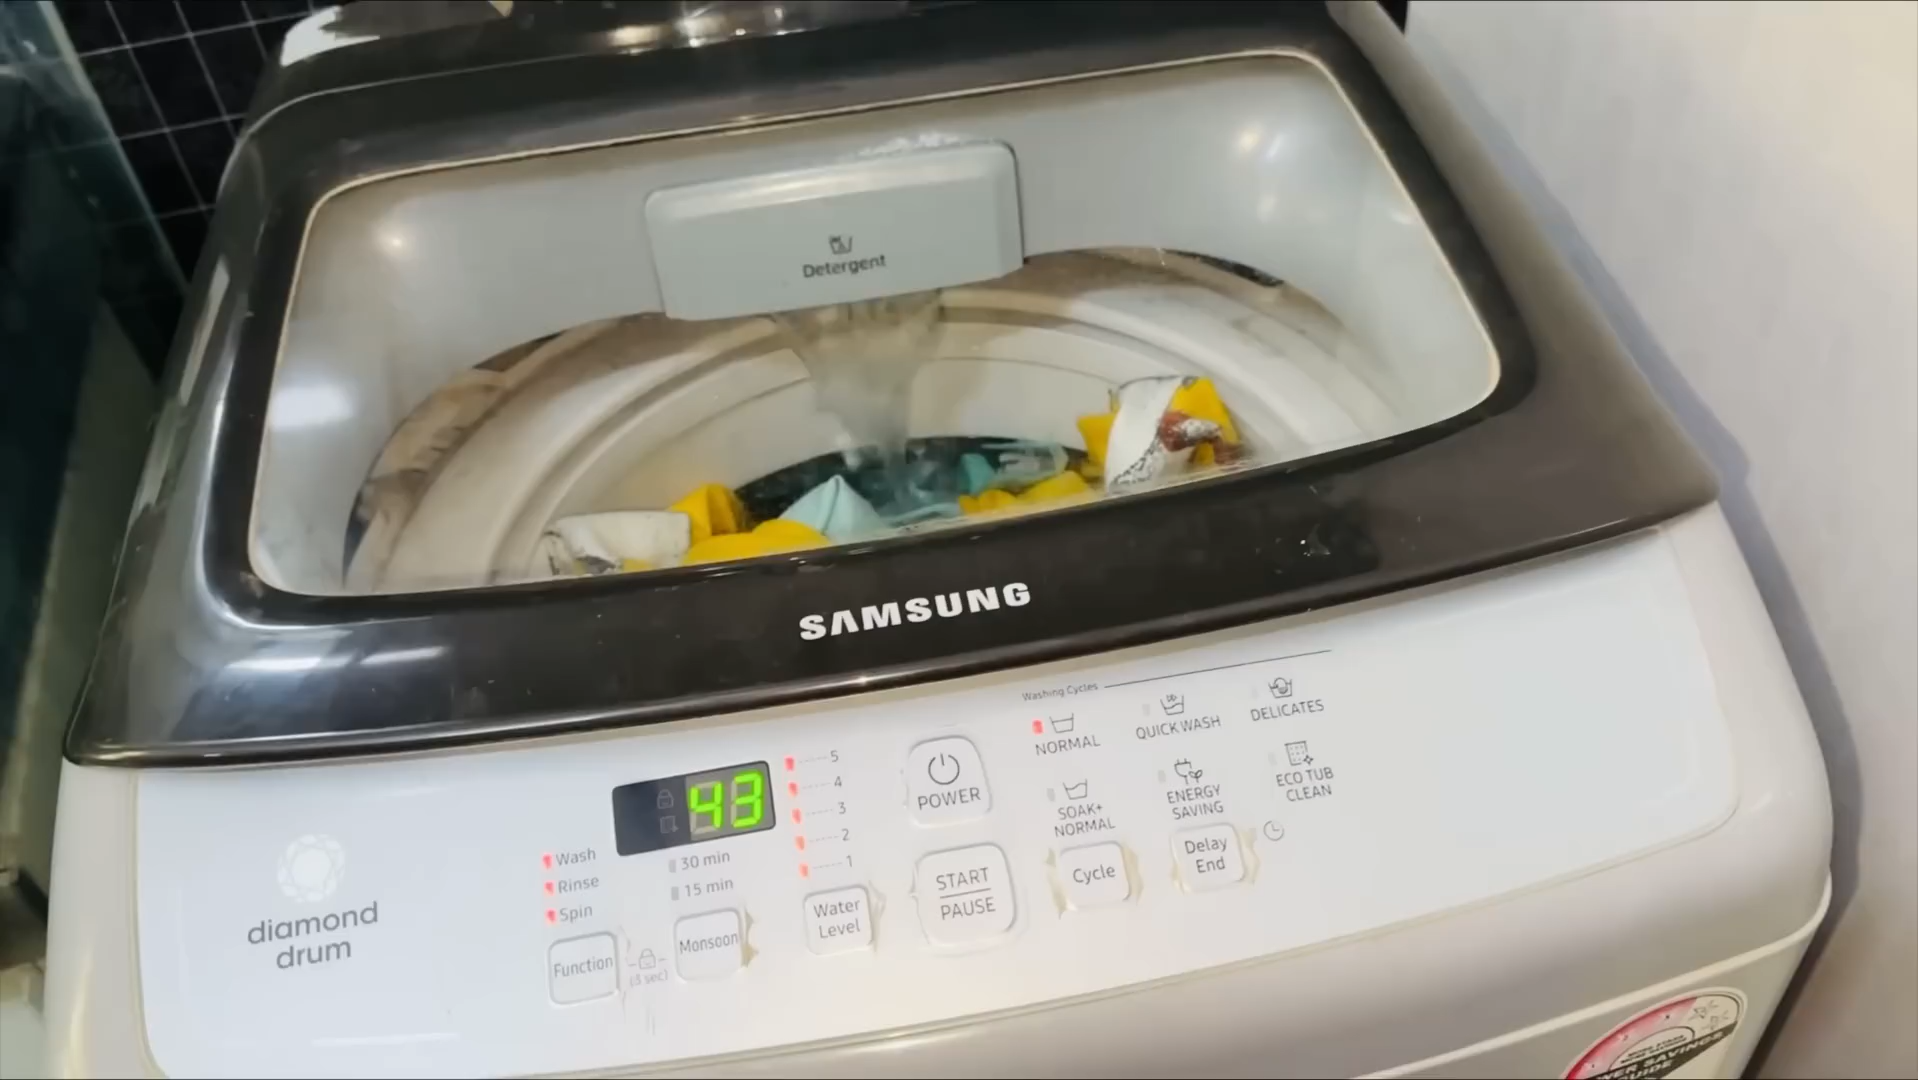 Detergent
SAMSUNG
Washing Cycles
NORMAL
QUICK WASH
DELICATES
SOAK+
NORMAL
ENERGY
SAVING
ECO TUB
CLEAN
43
5
4
3
2
1
POWER
Wash
Rinse
Spin
30 min
15 min
START
PAUSE
Cycle
Delay
End
Water
Level
Monsoon
Function
(3 sec)
diamond
drum
SAVINGS
GUIDE